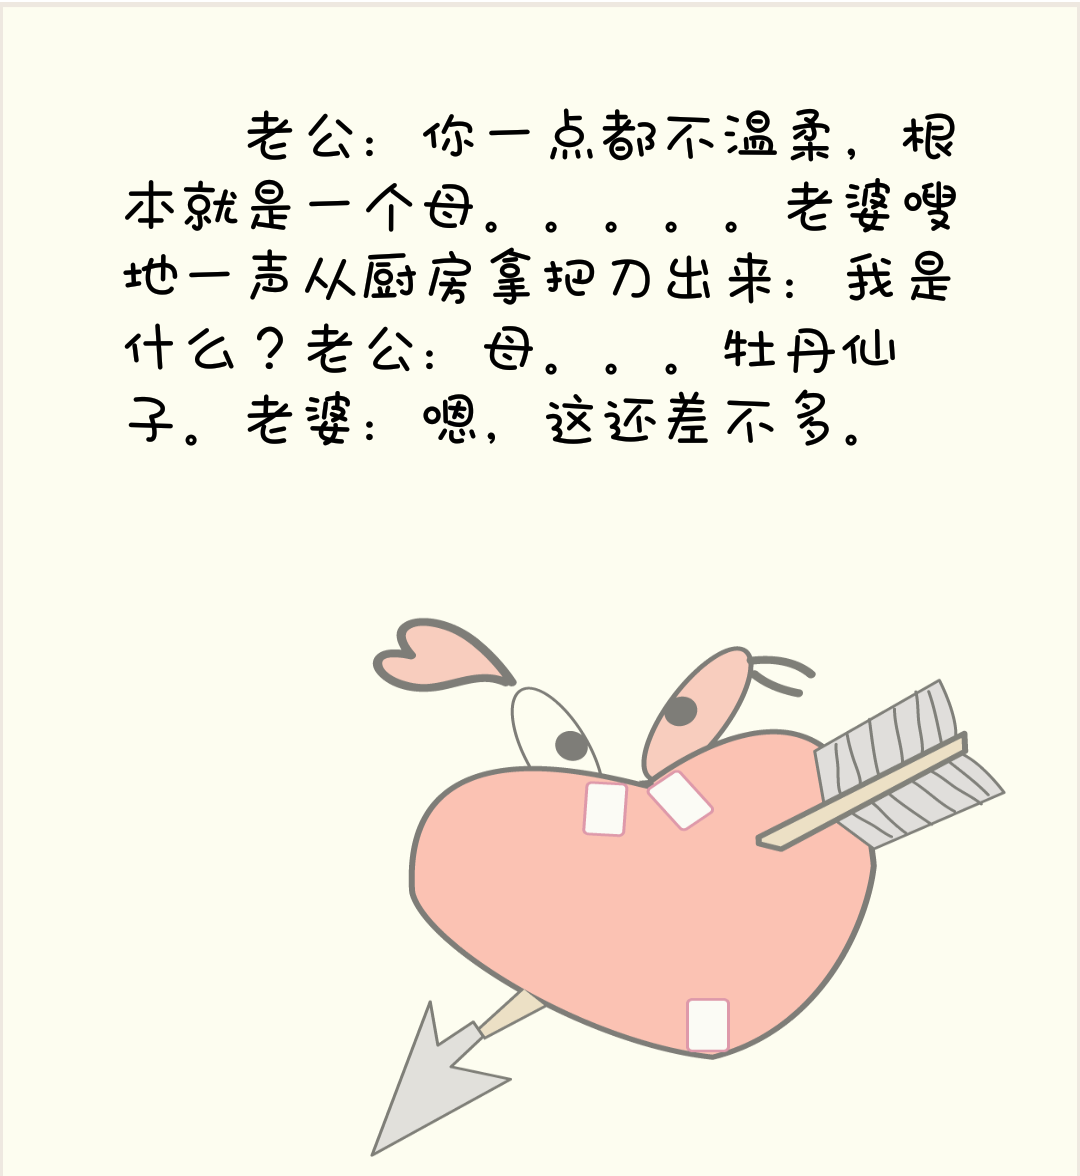 老公：你一点都不温柔，根
本就是一个母。。。。。老婆嗖
地一声从厨房拿把刀出来：我是
什么？老公：母。。。牡丹仙
子。老婆：嗯，这还差不多。